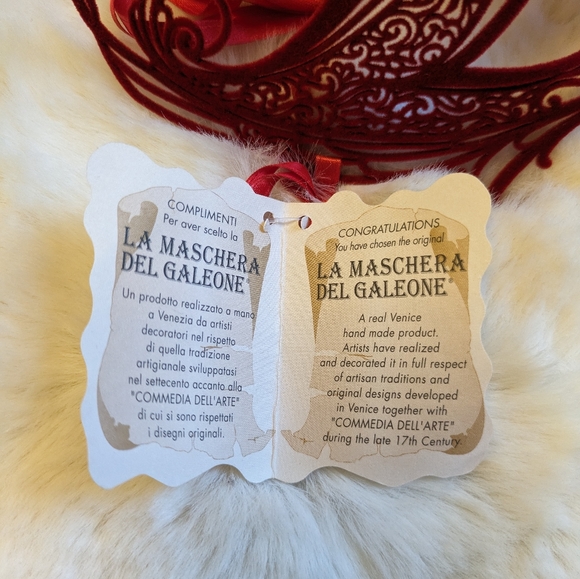 COMPLIMENTI
Per aver scelto la
LA MASCHERA
DEL GALEONE®
Un prodotto realizzato a mano
a Venezia da artisti
decoratori nel rispetto
di quella tradizione
artigianale sviluppatasi
nel settecento accanto alla
"COMMEDIA DELL'ARTE"
di cui si sono rispettati
i disegni originali.
CONGRATULATIONS
You have chosen the original
LA MASCHERA
DEL GALEONE®
A real Venice
hand made product.
Artists have realized
and decorated it in full respect
of artisan traditions and
original designs developed
in Venice together with
"COMMEDIA DELL'ARTE"
during the late 17th Century.